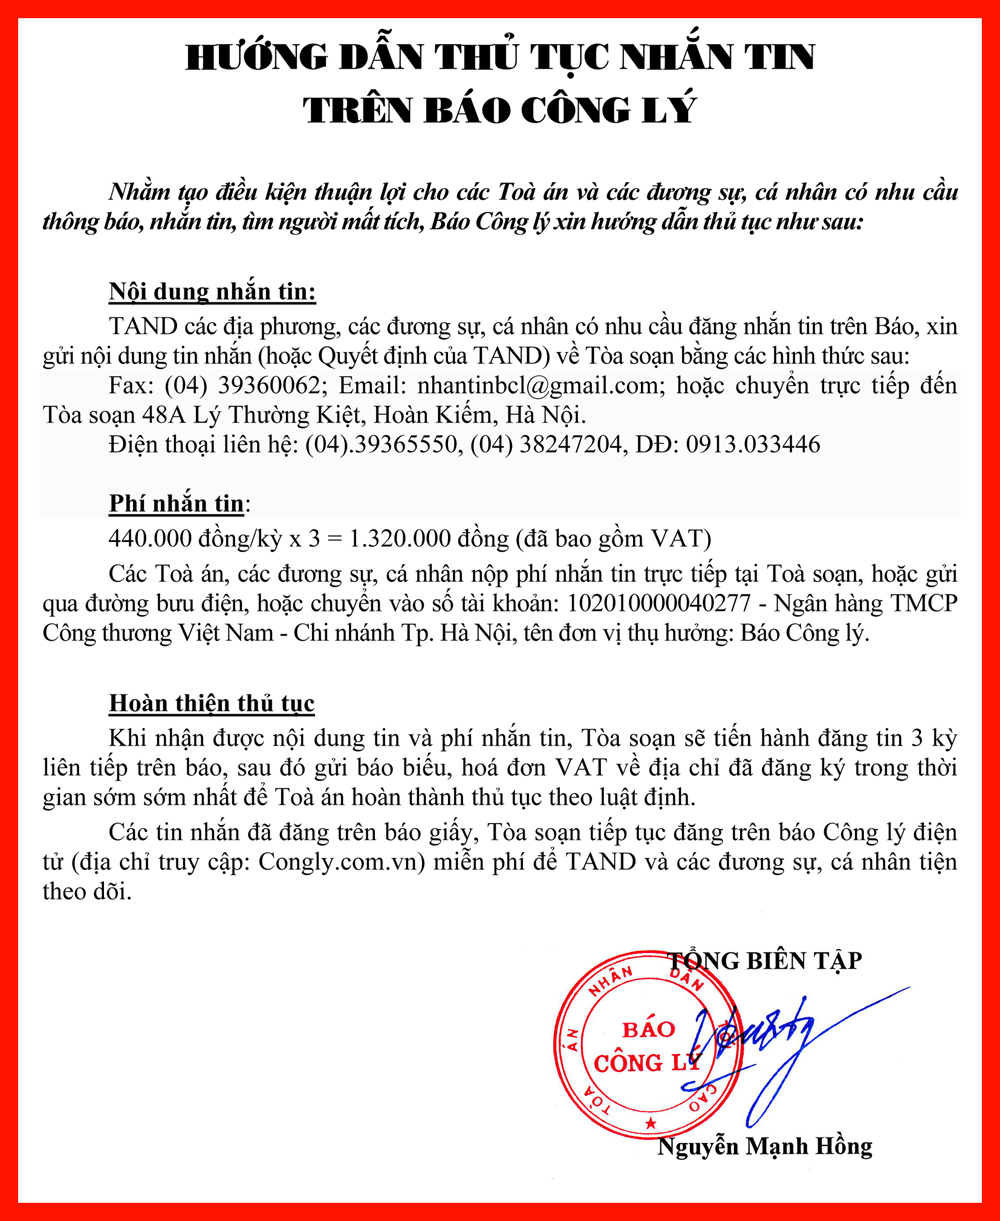 HƯỚNG DẪN THỦ TỤC NHẮN TIN
TRÊN BÁO CÔNG LÝ
Nhằm tạo điều kiện thuận lợi cho các Toà án và các đương sự, cá nhân có nhu cầu
thông báo, nhắn tin, tìm người mất tích, Báo Công lý xin hướng dẫn thủ tục như sau:
Nội dung nhắn tin:
TAND các địa phương, các đương sự, cá nhân có nhu cầu đăng nhắn tin trên Báo, xin
gửi nội dung tin nhắn (hoặc Quyết định của TAND) về Tòa soạn bằng các hình thức sau:
Fax: (04) 39360062; Email: nhantinbcl@gmail.com; hoặc chuyển trực tiếp đến
Tòa soạn 48A Lý Thường Kiệt, Hoàn Kiếm, Hà Nội.
Điện thoại liên hệ: (04).39365550, (04) 38247204, DĐ: 0913.033446
Phí nhắn tin:
440.000 đồng/kỳ x 3 = 1.320.000 đồng (đã bao gồm VAT)
Các Toà án, các đương sự, cá nhân nộp phí nhắn tin trực tiếp tại Toà soạn, hoặc gửi
qua đường bưu điện, hoặc chuyển vào số tài khoản: 102010000040277 - Ngân hàng TMCP
Công thương Việt Nam - Chi nhánh Tp. Hà Nội, tên đơn vị thụ hưởng: Báo Công lý.
Hoàn thiện thủ tục
Khi nhận được nội dung tin và phí nhắn tin, Tòa soạn sẽ tiến hành đăng tin 3 kỳ
liên tiếp trên báo, sau đó gửi báo biếu, hoá đơn VAT về địa chỉ đã đăng ký trong thời
gian sớm sớm nhất để Toà án hoàn thành thủ tục theo luật định.
Các tin nhắn đã đăng trên báo giấy, Tòa soạn tiếp tục đăng trên báo Công lý điện
tử (địa chỉ truy cập: Congly.com.vn) miễn phí để TAND và các đương sự, cá nhân tiện
theo dõi.
TỔNG BIÊN TẬP
TÒA ÁN NHÂN DÂN TỐI CAO
BÁO
CÔNG LÝ
Nguyễn Mạnh Hồng